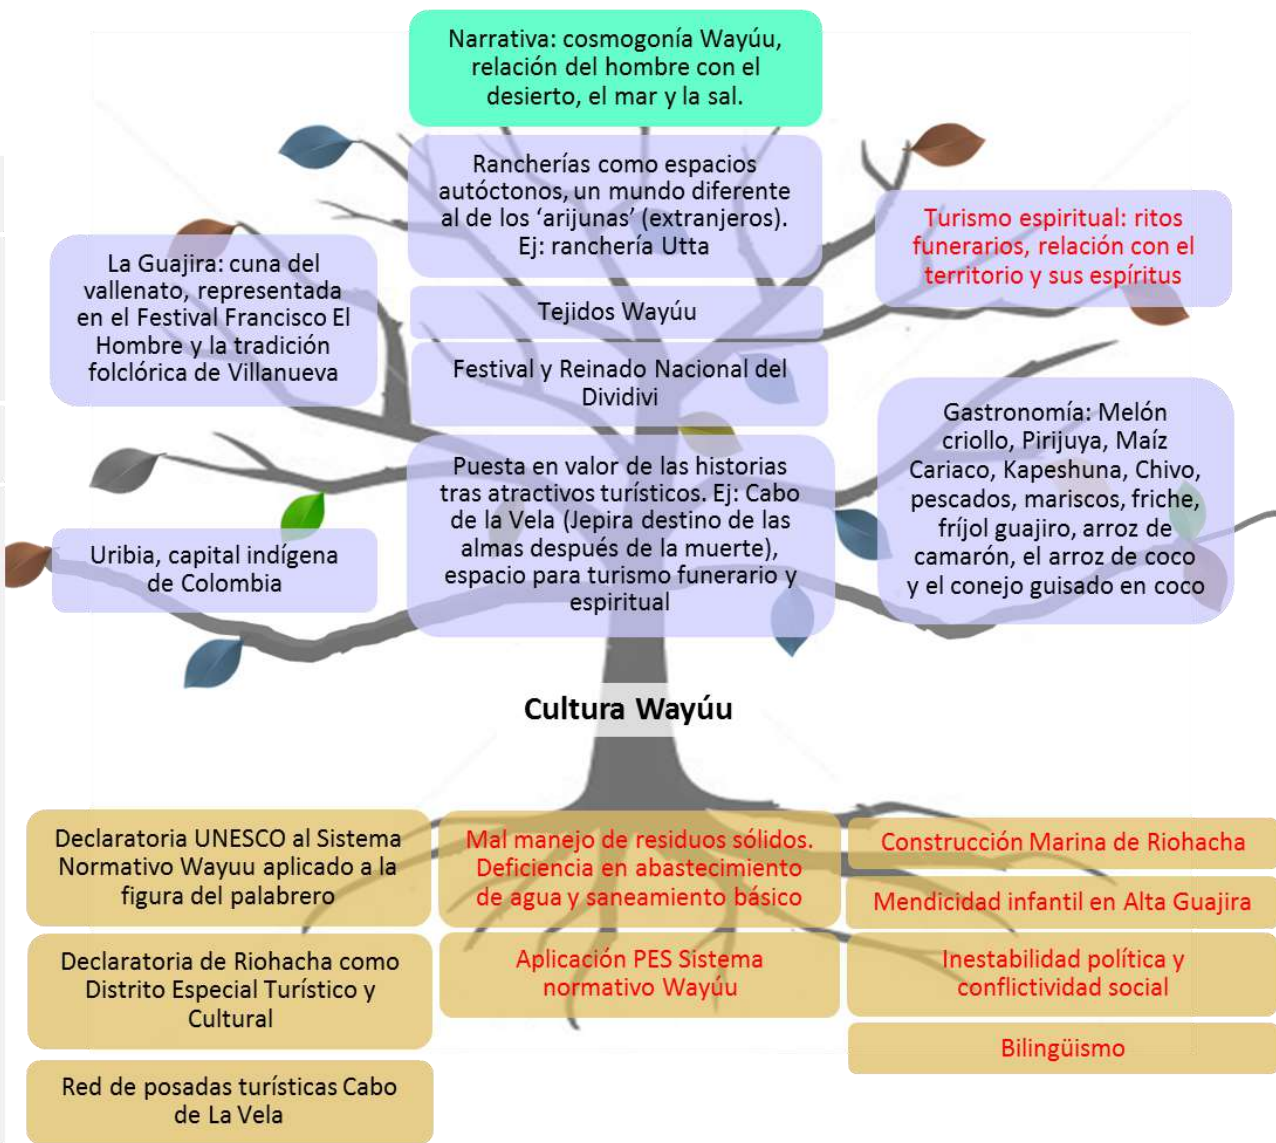 Narrativa: cosmogonía Wayúu,
relación del hombre con el
desierto, el mar y la sal.
Rancherías como espacios
autóctonos, un mundo diferente
al de los ‘arijunas’ (extranjeros).
Ej: ranchería Utta
Turismo espiritual: ritos
funerarios, relación con el
territorio y sus espíritus
La Guajira: cuna del
vallenato, representada
en el Festival Francisco El
Hombre y la tradición
folclórica de Villanueva
Tejidos Wayúu
Festival y Reinado Nacional del
Dividivi
Gastronomía: Melón
criollo, Pirijuya, Maíz
Cariaco, Kapeshuna, Chivo,
pescados, mariscos, friche,
fríjol guajiro, arroz de
camarón, el arroz de coco
y el conejo guisado en coco
Puesta en valor de las historias
tras atractivos turísticos. Ej: Cabo
de la Vela (Jepira destino de las
almas después de la muerte),
espacio para turismo funerario y
espiritual
Uribia, capital indígena
de Colombia
Cultura Wayúu
Declaratoria UNESCO al Sistema
Normativo Wayuu aplicado a la
figura del palabrero
Mal manejo de residuos sólidos.
Deficiencia en abastecimiento
de agua y saneamiento básico
Construcción Marina de Riohacha
Mendicidad infantil en Alta Guajira
Declaratoria de Riohacha como
Distrito Especial Turístico y
Cultural
Aplicación PES Sistema
normativo Wayúu
Inestabilidad política y
conflictividad social
Bilingüismo
Red de posadas turísticas Cabo
de La Vela